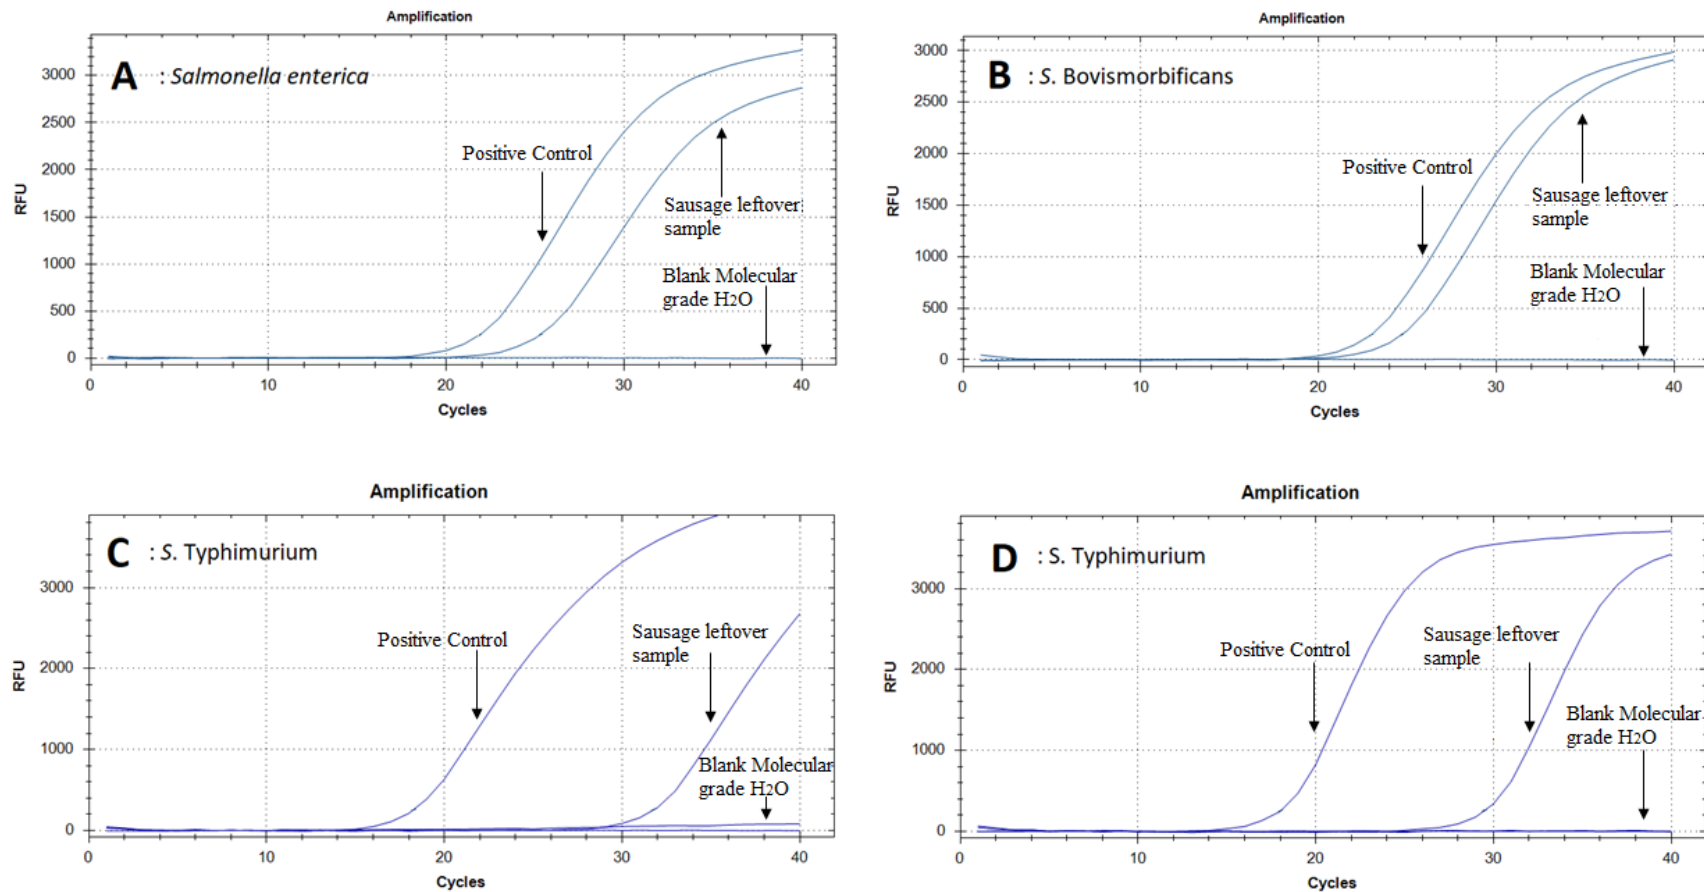 Amplification
A : Salmonella enterica
3000
2500
2000
1500
1000
500
0
RFU
Positive Control
Sausage leftover
sample
Blank Molecular
grade H2O
0 10 20 30 40
Cycles
Amplification
B : S. Bovismorbificans
3000
2500
2000
1500
1000
500
0
RFU
Positive Control
Sausage leftover
sample
Blank Molecular
grade H2O
0 10 20 30 40
Cycles
Amplification
C : S. Typhimurium
3000
2000
1000
0
RFU
Positive Control
Sausage leftover
sample
Blank Molecular
grade H2O
0 10 20 30 40
Cycles
Amplification
D : S. Typhimurium
3000
2000
1000
0
RFU
Positive Control
Sausage leftover
sample
Blank Molecular
grade H2O
0 10 20 30 40
Cycles